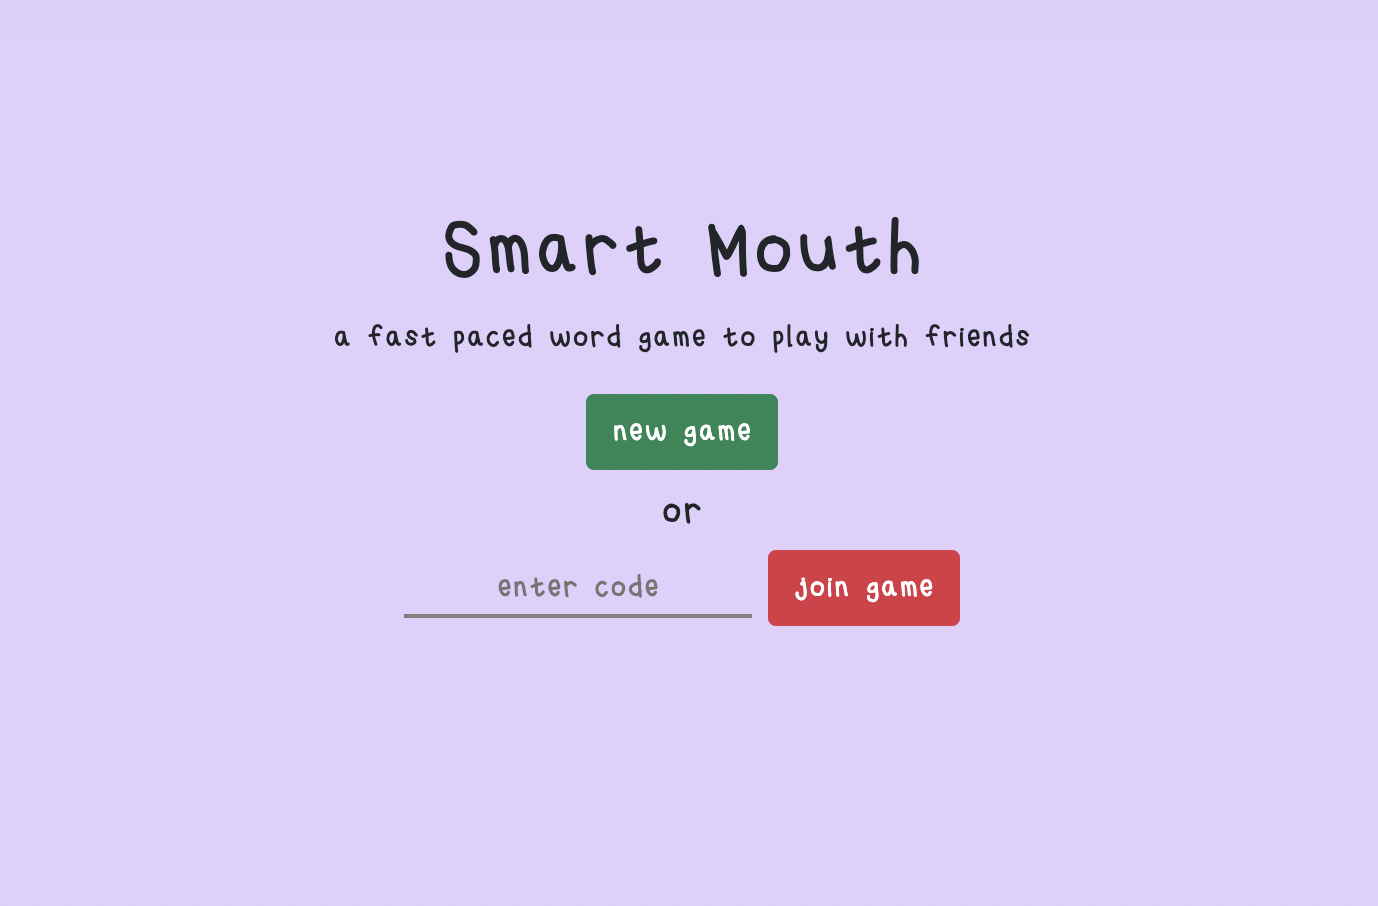 Smart Mouth
a fast paced word game to play with friends
new game
or
enter code
join game